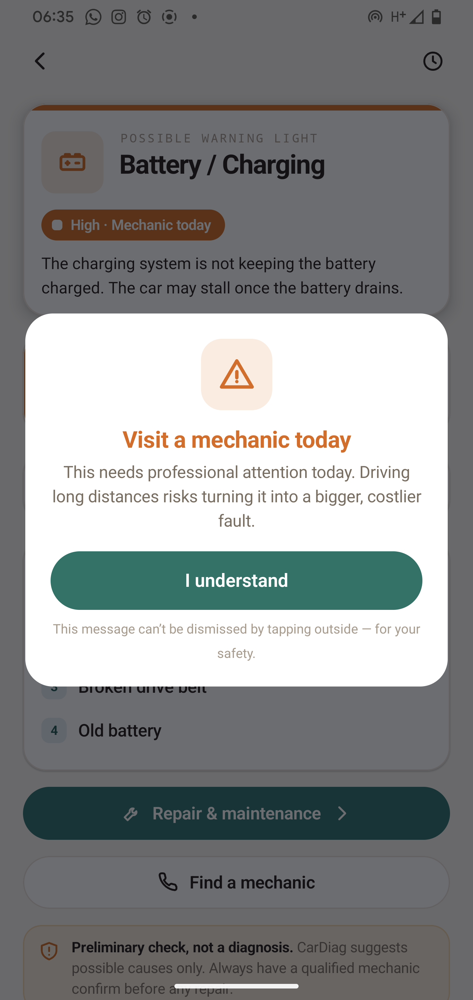 06:35
H+
POSSIBLE WARNING LIGHT
Battery / Charging
High · Mechanic today
The charging system is not keeping the battery
charged. The car may stall once the battery drains.
Visit a mechanic today
This needs professional attention today. Driving
long distances risks turning it into a bigger, costlier
fault.
I understand
This message can’t be dismissed by tapping outside — for your
safety.
3 Broken drive belt
4 Old battery
Repair & maintenance
Find a mechanic
Preliminary check, not a diagnosis. CarDiag suggests
possible causes only. Always have a qualified mechanic
confirm before any repair.